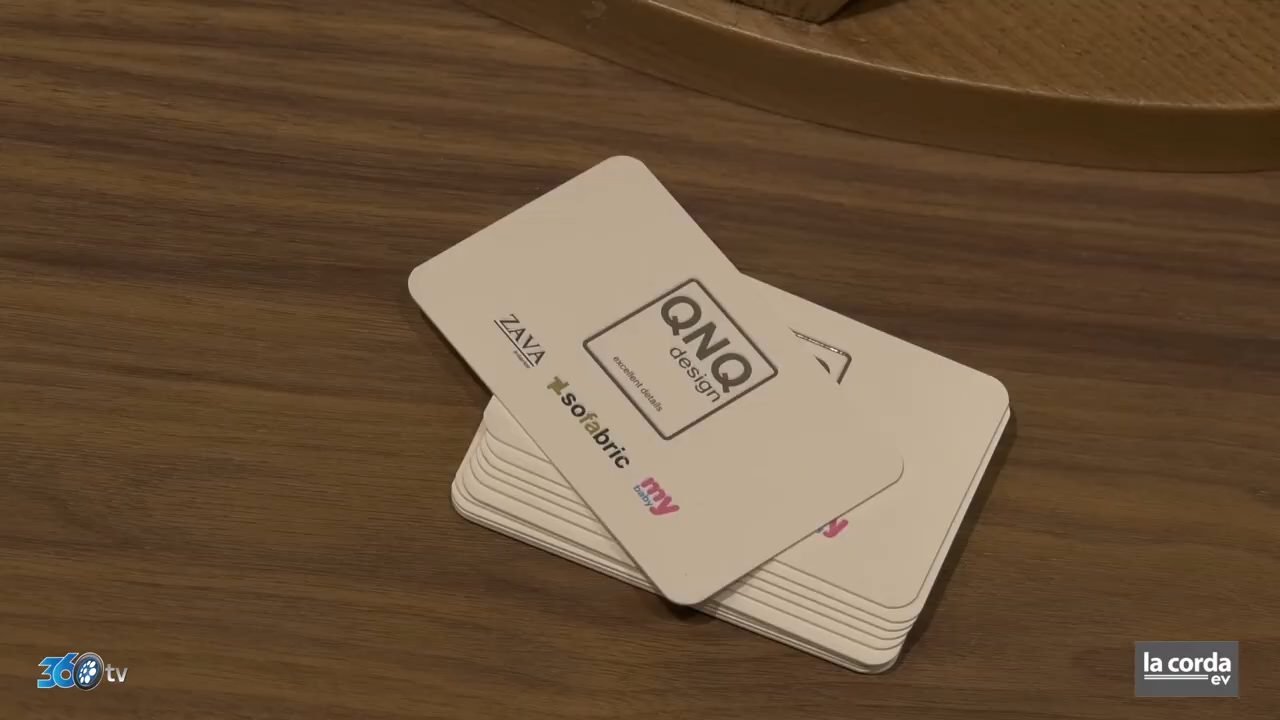 QNQ
design
excellent details
ZAVA
sofabric
my
baby
y
360 tv
la corda
ev